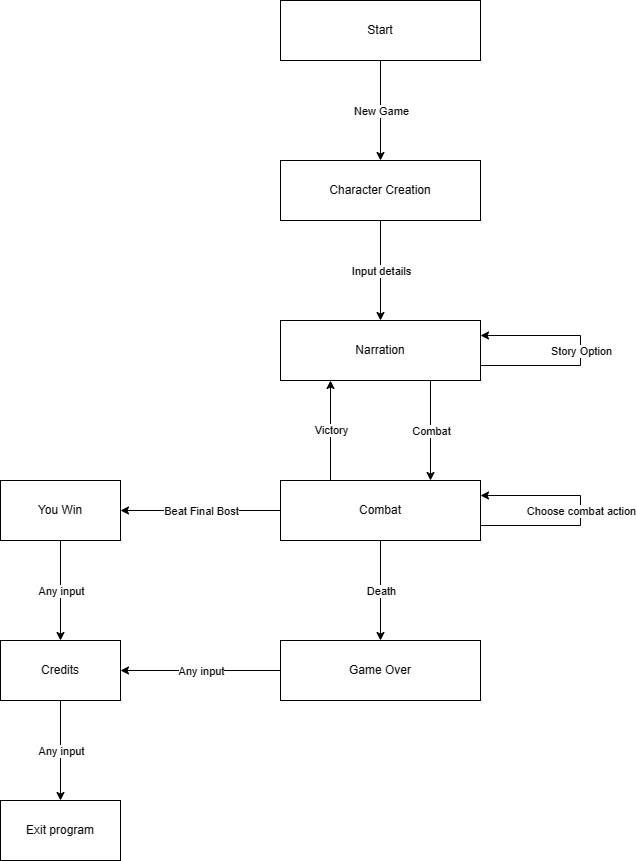 Start
New Game
Character Creation
Input details
Narration
Story Option
Victory
Combat
You Win
Beat Final Bost
Combat
Choose combat action
Any input
Death
Credits
Any input
Game Over
Any input
Exit program